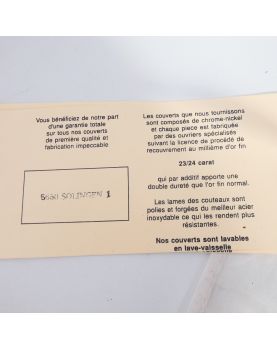 Vous bénéficiez de notre part
d'une garantie totale
sur tous nos couverts
de première qualité et
fabrication impeccable
5650 SOLINGEN 1
Les couverts que nous tournissons
sont composés de chrome-nickel
et chaque piece est fabriquée
par des ouvriers spécialisés
suivant la licence de procédé de
recouvrement au millième d'or fin
23/24 carat
qui par additif apporte une
double dureté que l'or fin normal.
Les lames des couteaux sont
polies et forgées du meilleur acier
inoxydable ce qui les rendent plus
résistantes.
Nos couverts sont lavables
en lave-vaisselle